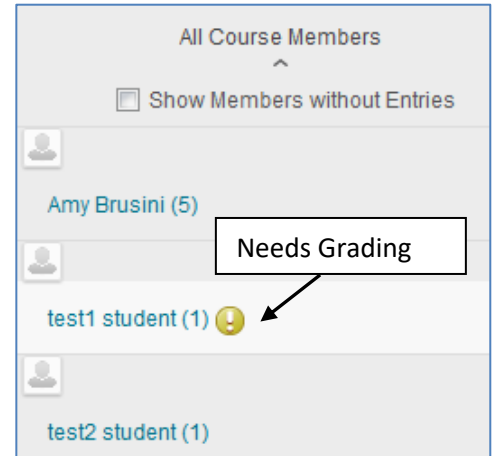 All Course Members
Show Members without Entries
Amy Brusini (5)
Needs Grading
test1 student (1)
test2 student (1)